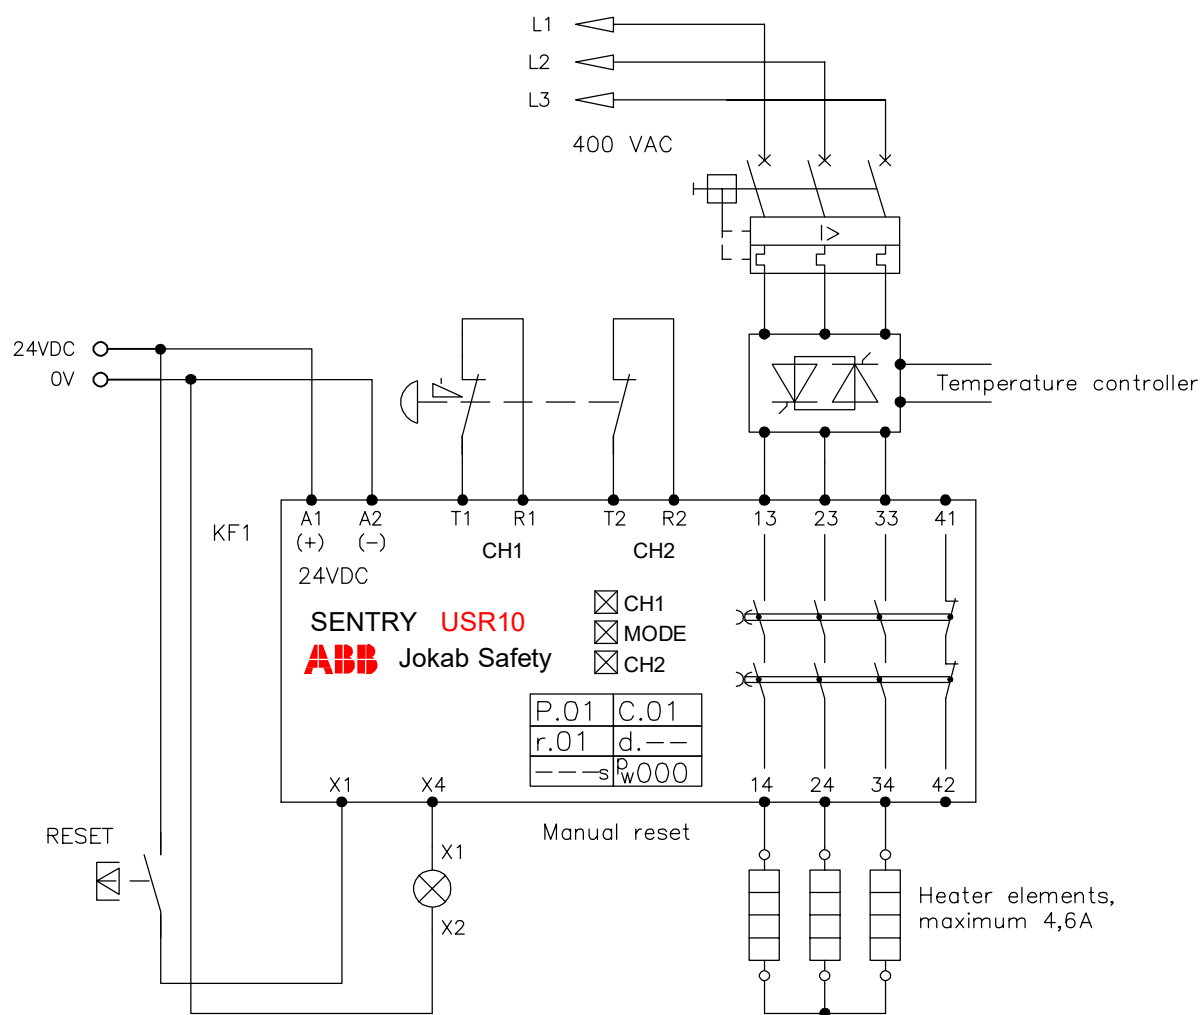 L1
L2
L3
400 VAC
I>
24VDC
0V
Temperature controller
KF1
A1 A2 T1 R1 T2 R2 13 23 33 41
(+) (-)
CH1 CH2
24VDC
SENTRY USR10
ABB Jokab Safety
CH1
MODE
CH2
P.01 C.01
r.01 d.--
---s Pw000
X1 X4 14 24 34 42
RESET
Manual reset
X1
X2
Heater elements,
maximum 4,6A